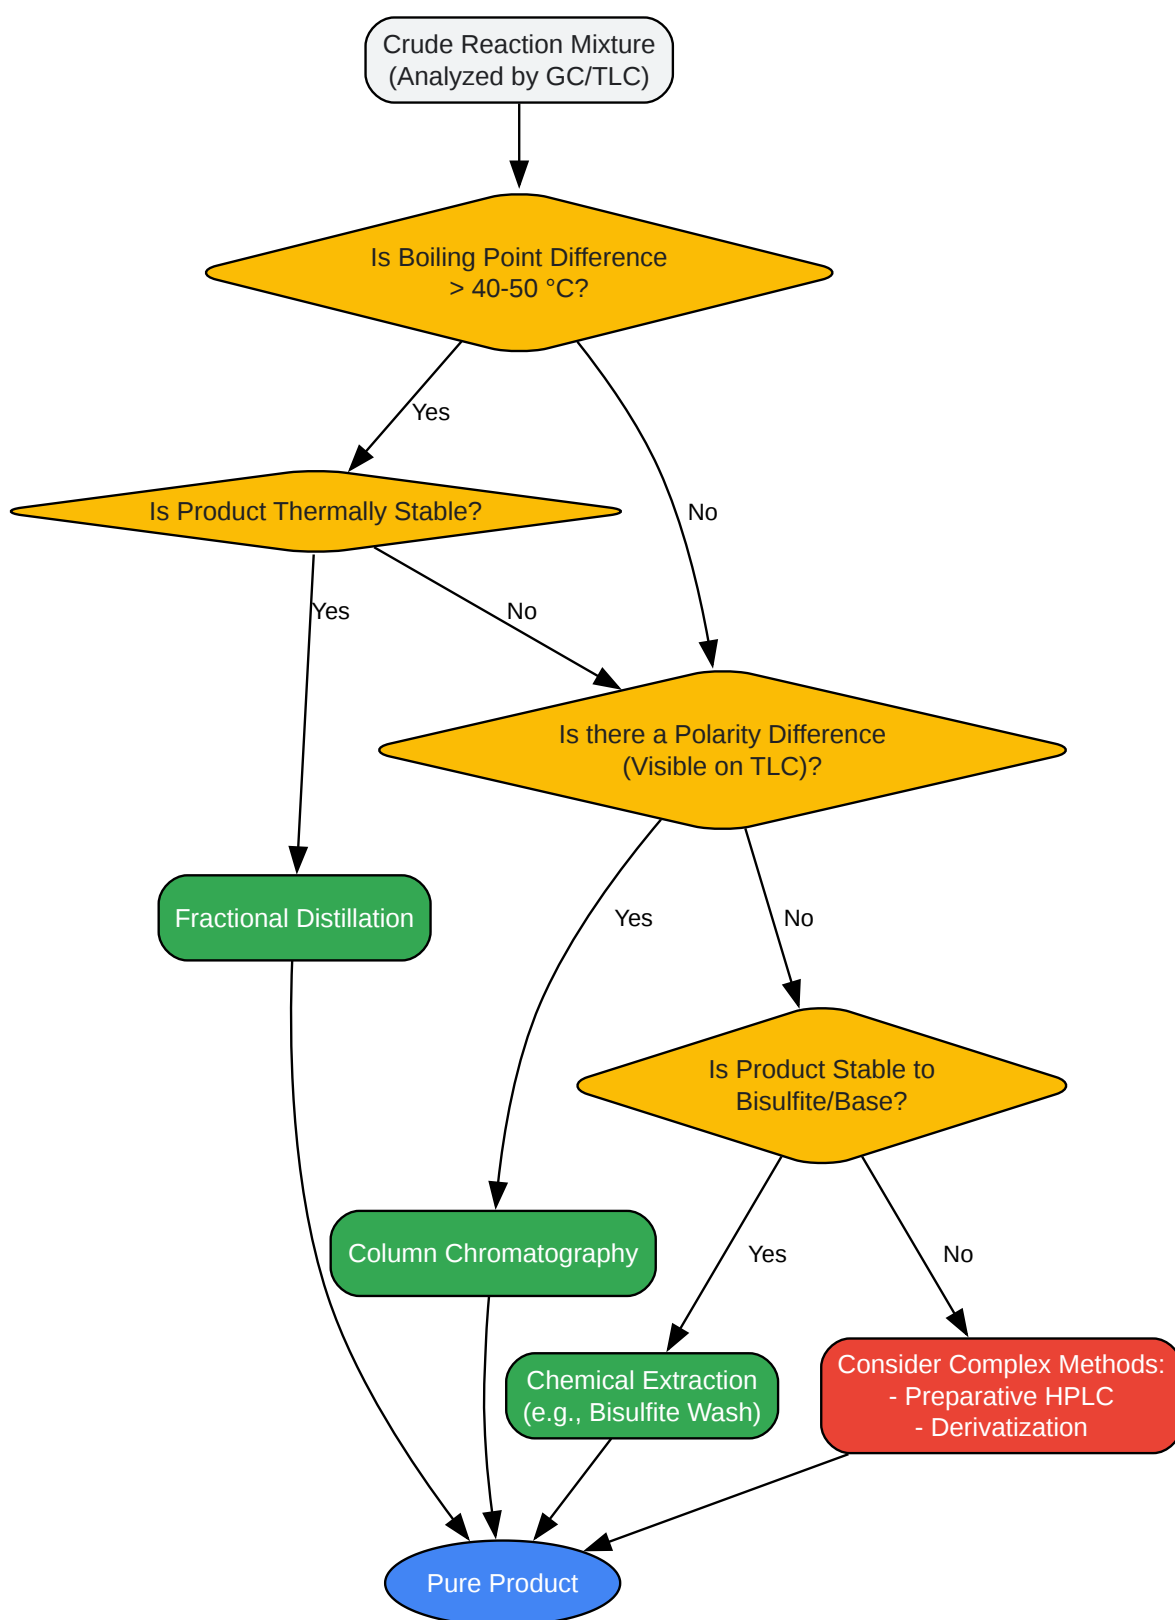 Crude Reaction Mixture
(Analyzed by GC/TLC)
Is Boiling Point Difference
> 40-50 °C?
Yes
No
Is Product Thermally Stable?
Yes
No
Is there a Polarity Difference
(Visible on TLC)?
Fractional Distillation
Yes
No
Is Product Stable to
Bisulfite/Base?
Column Chromatography
Yes
No
Chemical Extraction
(e.g., Bisulfite Wash)
Consider Complex Methods:
- Preparative HPLC
- Derivatization
Pure Product